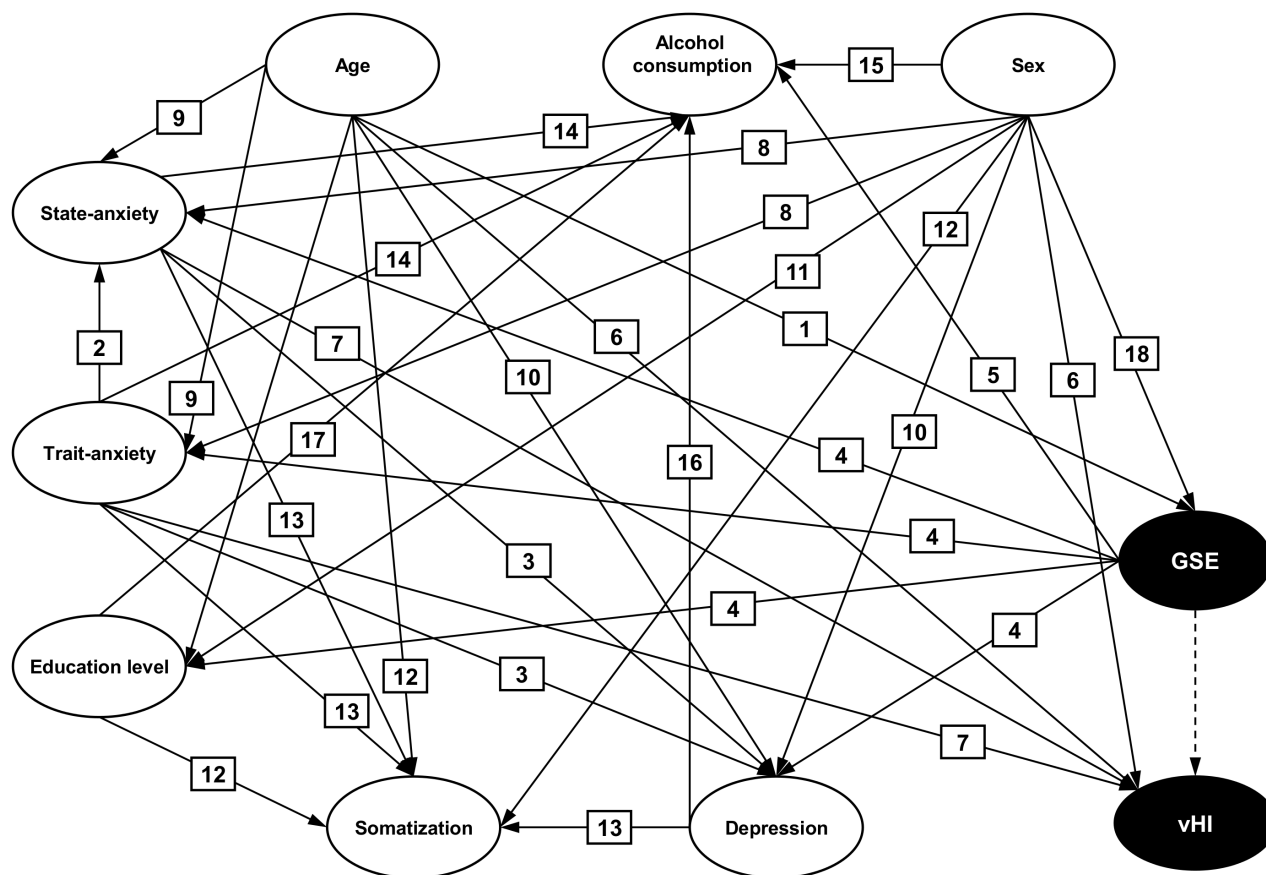 Age
Alcohol
consumption
Sex
15
9
14
8
State-anxiety
8
12
14
11
7
6
1
2
18
10
5
6
9
17
10
Trait-anxiety
4
16
13
4
3
GSE
4
4
Education level
12
3
13
7
12
Somatization
13
Depression
vHI